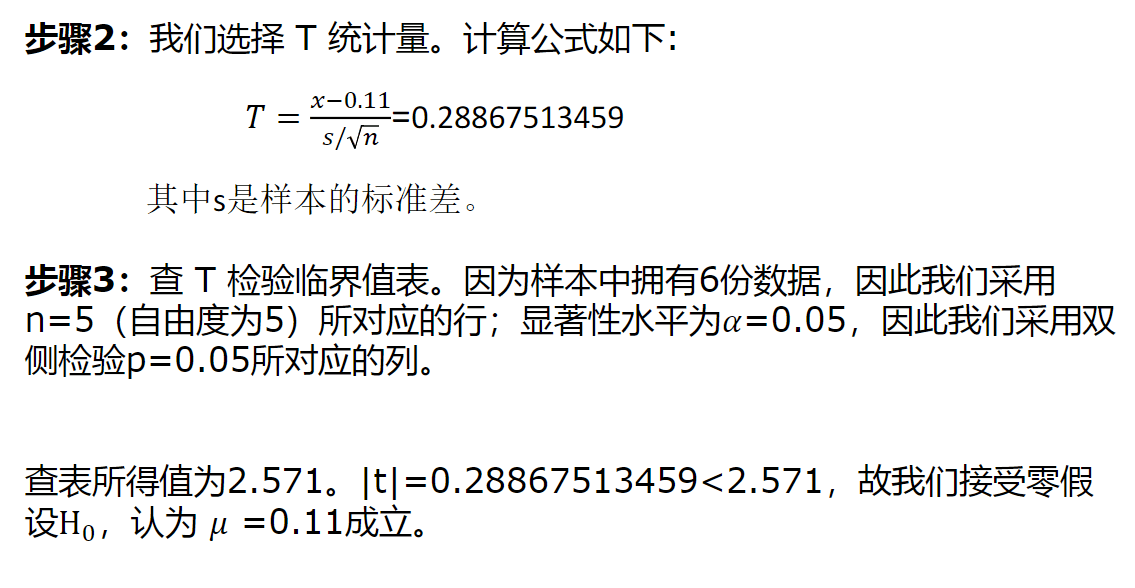 步骤2：我们选择 T 统计量。计算公式如下：
T = (x−0.11)/(s/√n)=0.28867513459
其中s是样本的标准差。
步骤3：查 T 检验临界值表。因为样本中拥有6份数据，因此我们采用
n=5（自由度为5）所对应的行；显著性水平为α=0.05，因此我们采用双
侧检验p=0.05所对应的列。
查表所得值为2.571。|t|=0.28867513459<2.571，故我们接受零假
设H₀，认为 μ =0.11成立。